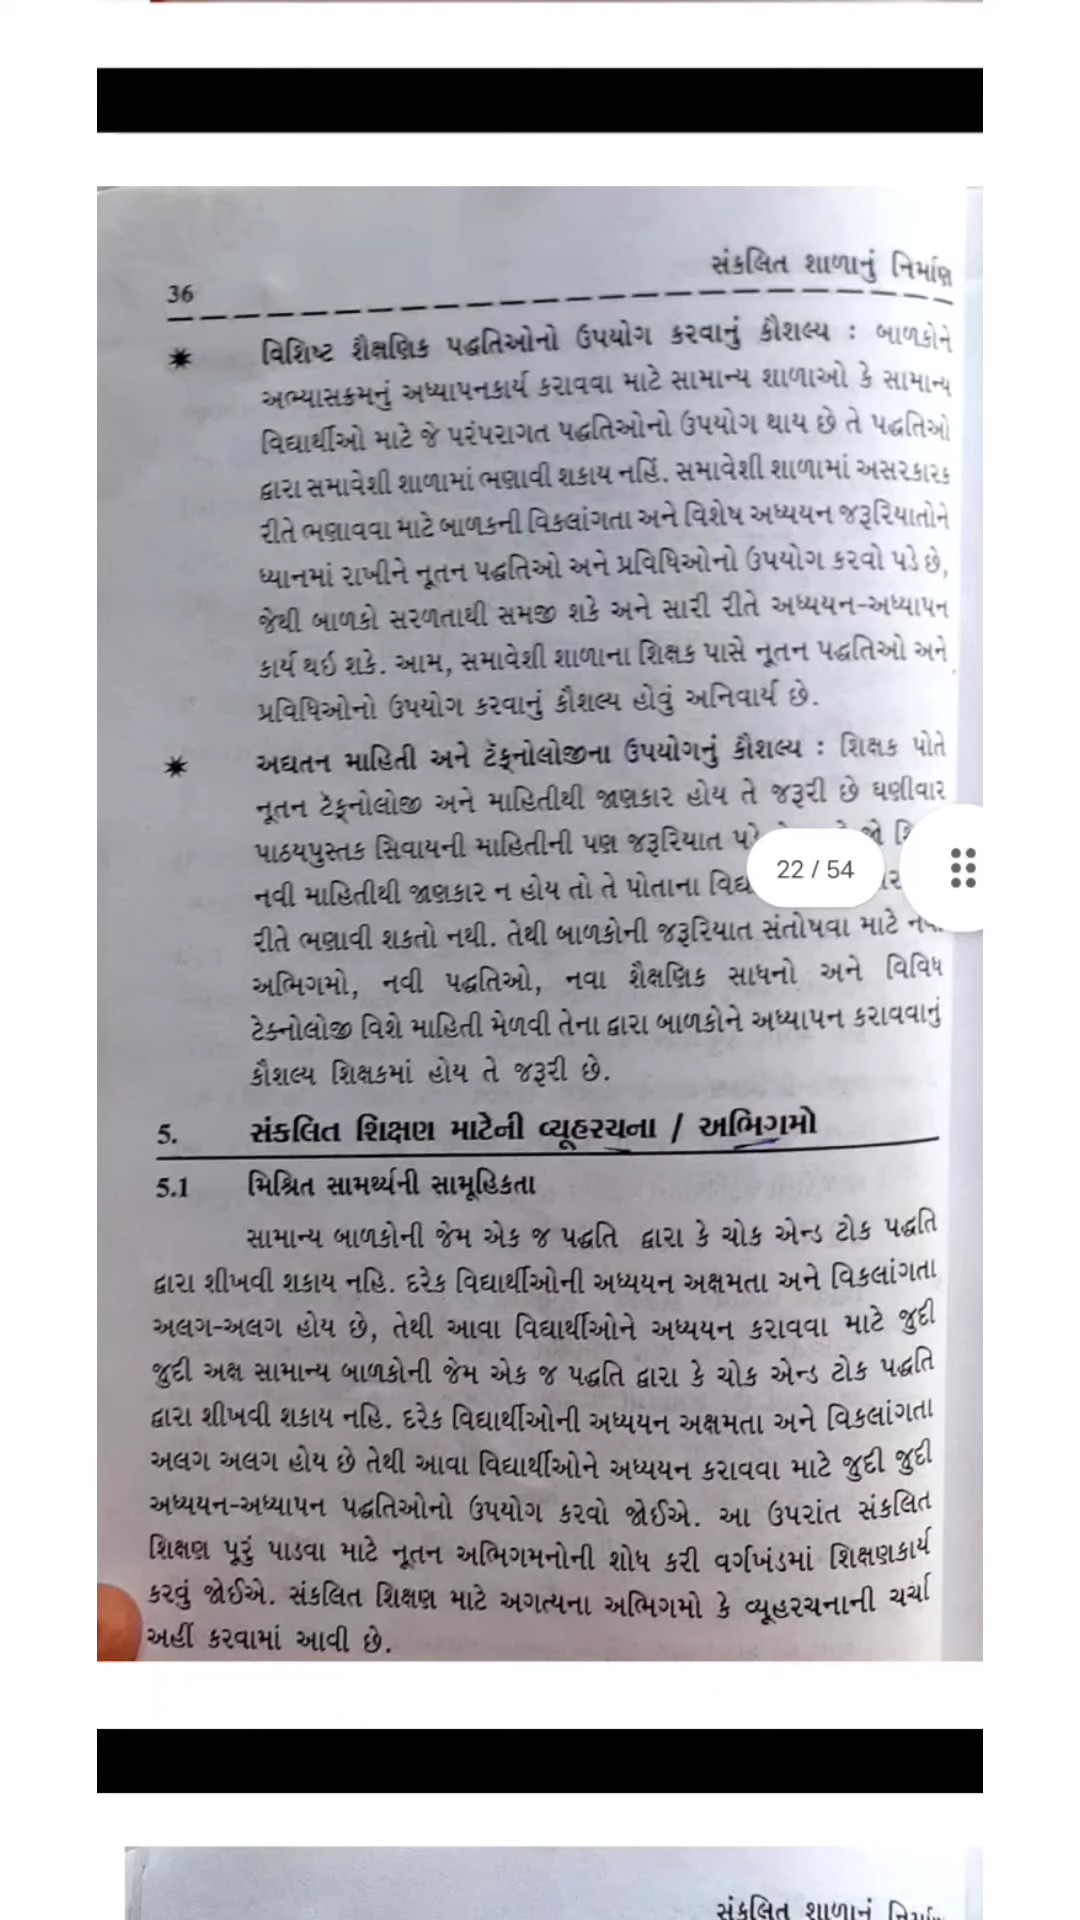 સંકલિત શાળાનું નિર્માણ
36
* વિશિષ્ટ શૈક્ષણિક પદ્ધતિઓનો ઉપયોગ કરવાનું કૌશલ્ય : બાળકોને
અભ્યાસક્રમનું અધ્યાપનકાર્ય કરાવવા માટે સામાન્ય શાળાઓ કે સામાન્ય
વિદ્યાર્થીઓ માટે જે પરંપરાગત પદ્ધતિઓનો ઉપયોગ થાય છે તે પદ્ધતિઓ
દ્વારા સમાવેશી શાળામાં ભણાવી શકાય નહિં. સમાવેશી શાળામાં અસરકારક
રીતે ભણાવવા માટે બાળકની વિકલાંગતા અને વિશેષ અધ્યયન જરૂરિયાતોને
ધ્યાનમાં રાખીને નૂતન પદ્ધતિઓ અને પ્રવિધિઓનો ઉપયોગ કરવો પડે છે,
જેથી બાળકો સરળતાથી સમજી શકે અને સારી રીતે અધ્યયન-અધ્યાપન
કાર્ય થઇ શકે. આમ, સમાવેશી શાળાના શિક્ષક પાસે નૂતન પદ્ધતિઓ અને
પ્રવિધિઓનો ઉપયોગ કરવાનું કૌશલ્ય હોવું અનિવાર્ય છે.
* અદ્યતન માહિતી અને ટૅક્નોલોજીના ઉપયોગનું કૌશલ્ય : શિક્ષક પોતે
નૂતન ટૅક્નોલોજી અને માહિતીથી જાણકાર હોય તે જરૂરી છે ઘણીવાર
પાઠયપુસ્તક સિવાયની માહિતીની પણ જરૂરિયાત જો
22 / 54
નવી માહિતીથી જાણકાર ન હોય તો તે પોતાના
રીતે ભણાવી શકતો નથી. તેથી બાળકોની જરૂરિયાત સંતોષવા માટે
અભિગમો, નવી પદ્ધતિઓ, નવા શૈક્ષણિક સાધનો અને વિવિધ
ટેક્નોલોજી વિશે માહિતી મેળવી તેના દ્વારા બાળકોને અધ્યાપન કરાવવાનું
કૌશલ્ય શિક્ષકમાં હોય તે જરૂરી છે.
5. સંકલિત શિક્ષણ માટેની વ્યૂહરચના / અભિગમો
5.1 મિશ્રિત સામર્થ્યની સામૂહિકતા
સામાન્ય બાળકોની જેમ એક જ પદ્ધતિ દ્વારા કે ચોક એન્ડ ટોક પદ્ધતિ
દ્વારા શીખવી શકાય નહિ. દરેક વિદ્યાર્થીઓની અધ્યયન અક્ષમતા અને વિકલાંગતા
અલગ-અલગ હોય છે, તેથી આવા વિદ્યાર્થીઓને અધ્યયન કરાવવા માટે જુદી
જુદી અક્ષ સામાન્ય બાળકોની જેમ એક જ પદ્ધતિ દ્વારા કે ચોક એન્ડ ટોક પદ્ધતિ
દ્વારા શીખવી શકાય નહિ. દરેક વિદ્યાર્થીઓની અધ્યયન અક્ષમતા અને વિકલાંગતા
અલગ અલગ હોય છે તેથી આવા વિદ્યાર્થીઓને અધ્યયન કરાવવા માટે જુદી જુદી
અધ્યયન-અધ્યાપન પદ્ધતિઓનો ઉપયોગ કરવો જોઈએ. આ ઉપરાંત સંકલિત
શિક્ષણ પૂરું પાડવા માટે નૂતન અભિગમનોની શોધ કરી વર્ગખંડમાં શિક્ષણકાર્ય
કરવું જોઈએ. સંકલિત શિક્ષણ માટે અગત્યના અભિગમો કે વ્યૂહરચનાની ચર્ચા
અહીં કરવામાં આવી છે.
સંકલિત શાળાનું